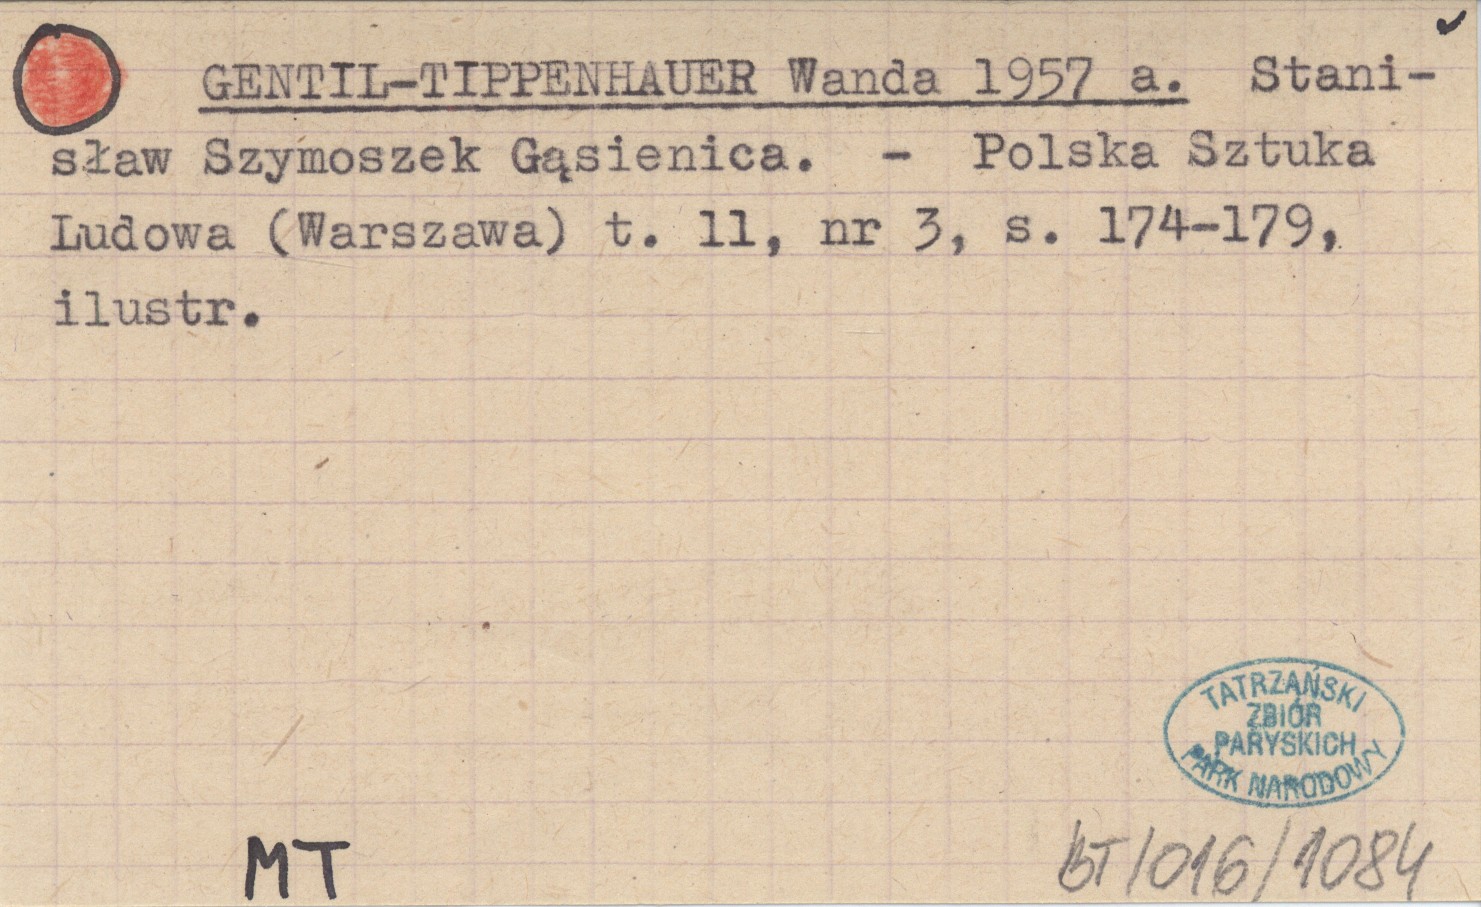 GENTIL-TIPPENHAUER Wanda 1957 a. Stani-
sław Szymoszek Gąsienica. - Polska Sztuka
Ludowa (Warszawa) t. 11, nr 3, s. 174-179,
ilustr.
TATRZAŃSKI
ZBIÓR
PARYSKICH
PARK NARODOWY
MT
BT/016/1084